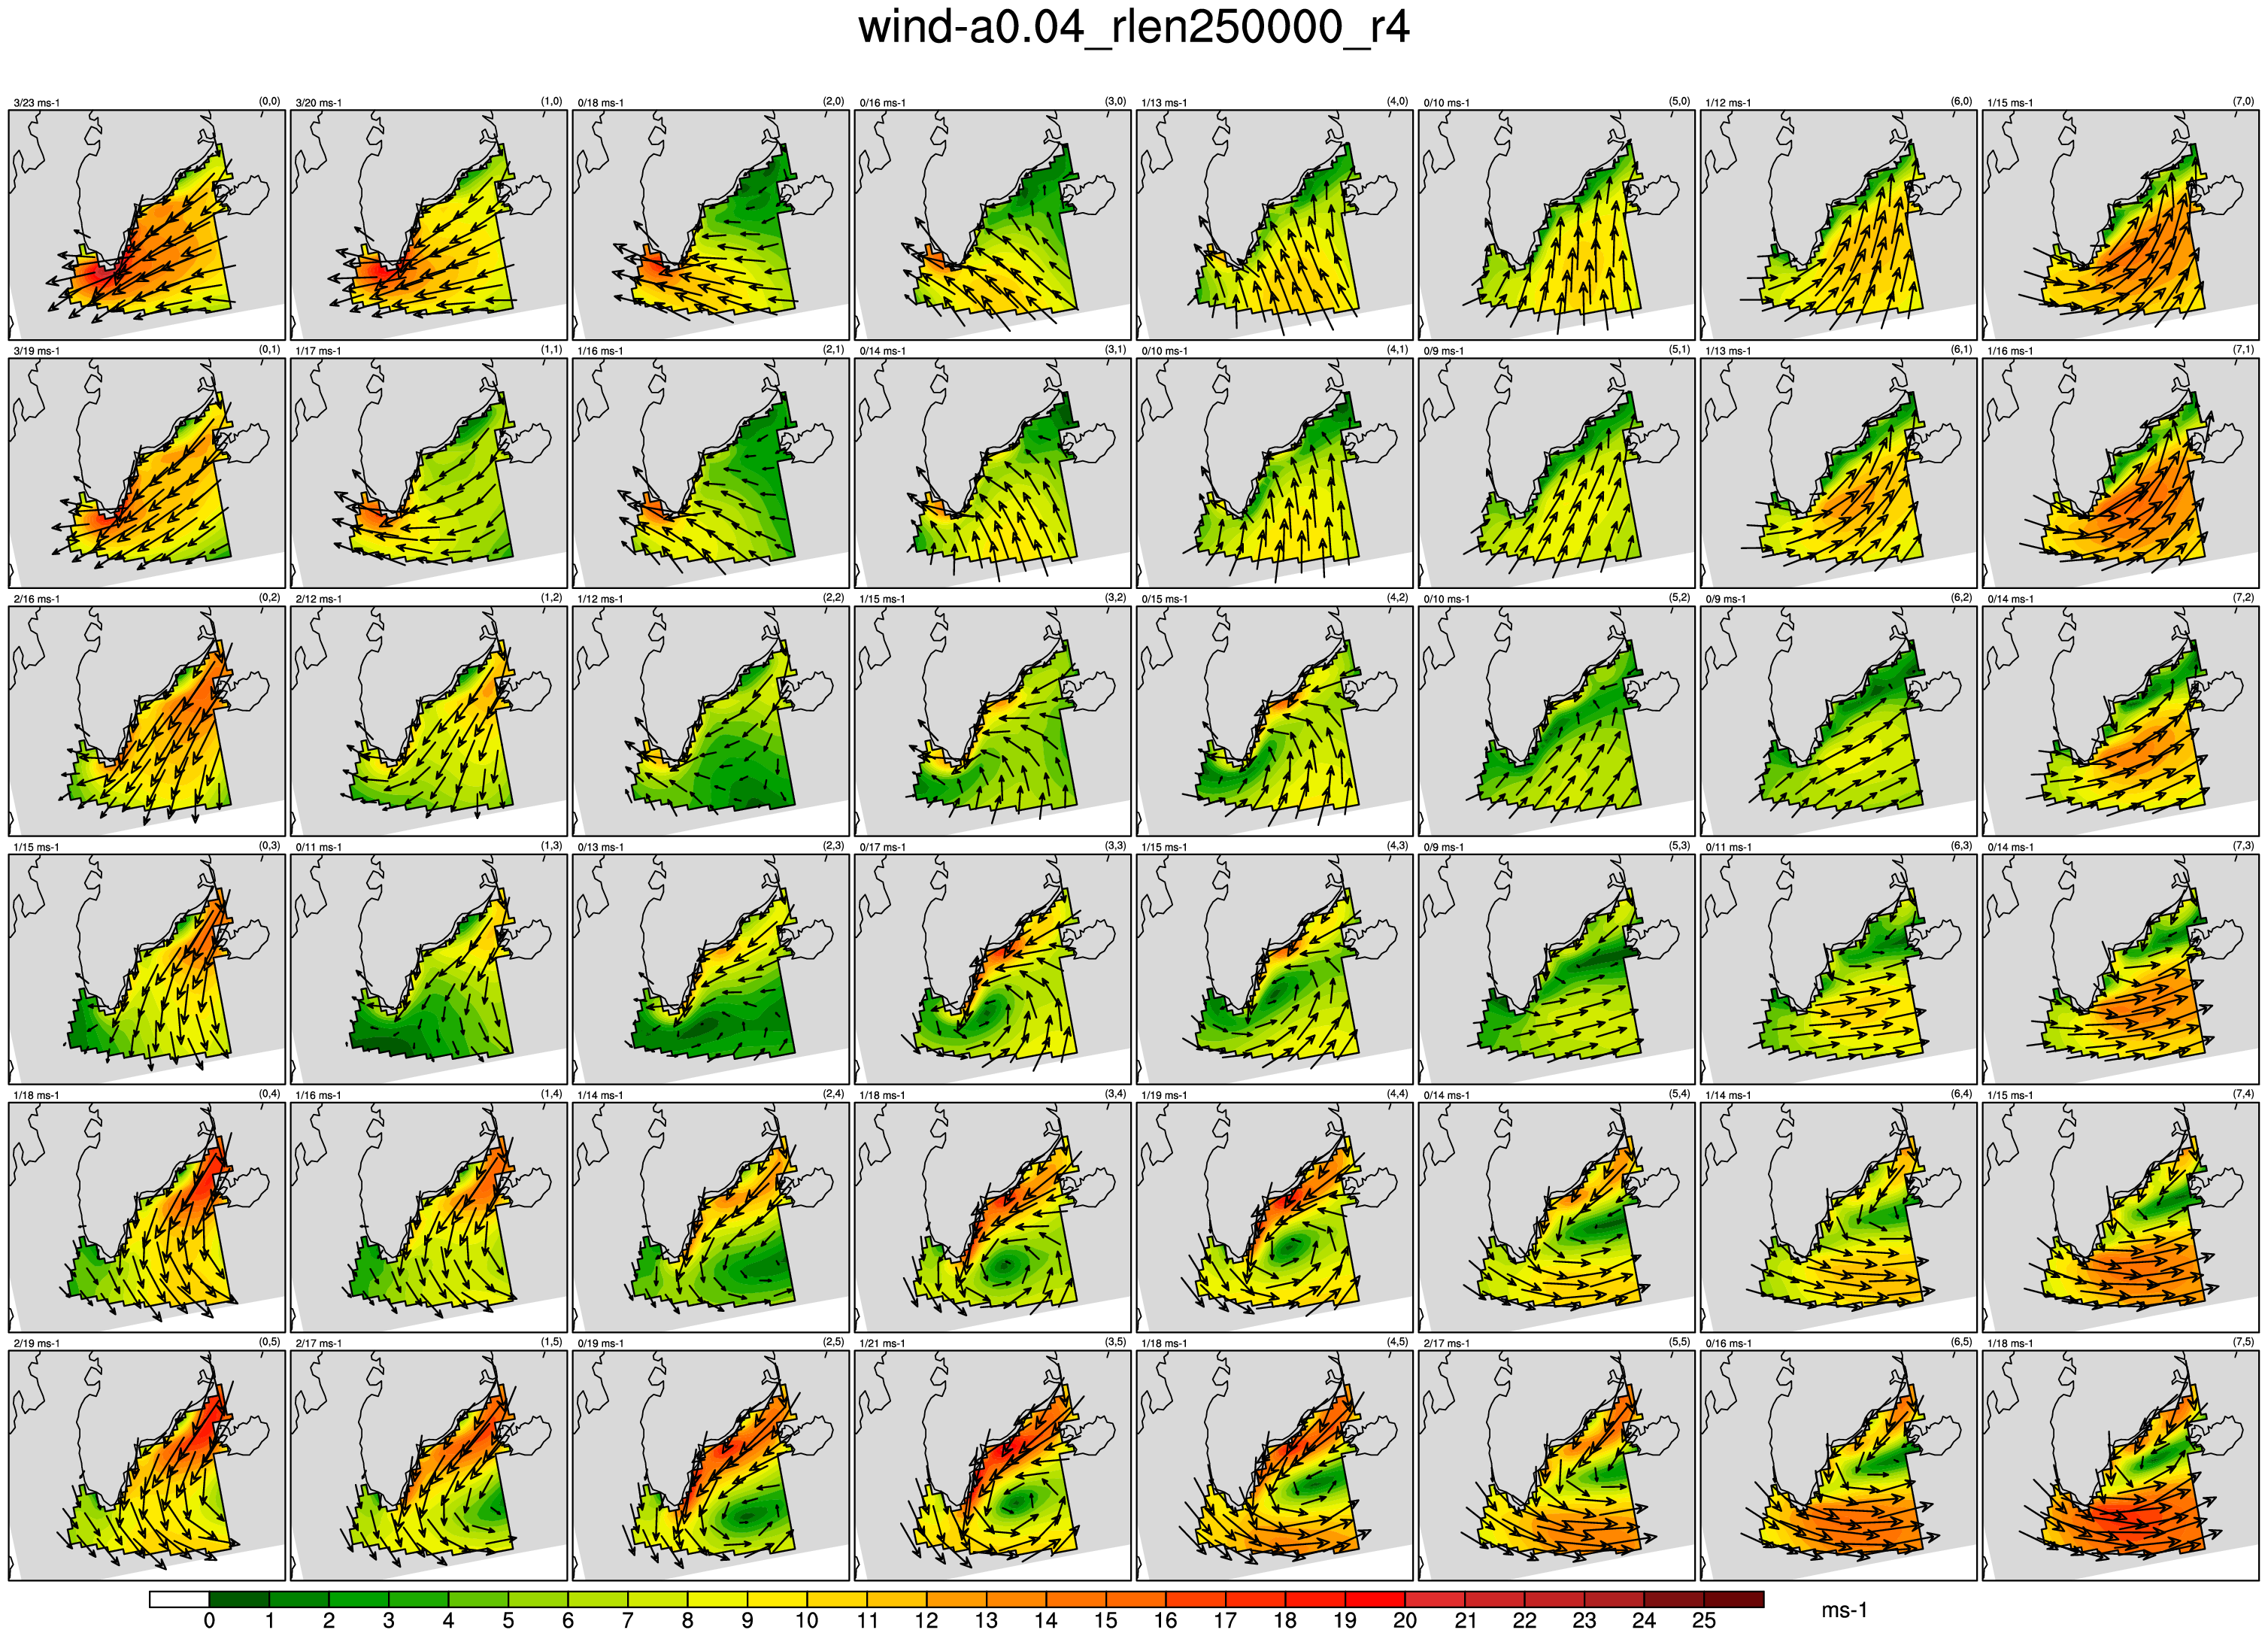 wind-a0.04_rlen250000_r4
3/23 ms-1 (0,0) 3/20 ms-1 (1,0) 0/18 ms-1 (2,0) 0/16 ms-1 (3,0) 1/13 ms-1 (4,0) 0/10 ms-1 (5,0) 1/12 ms-1 (6,0) 1/15 ms-1 (7,0)
3/19 ms-1 (0,1) 1/17 ms-1 (1,1) 1/16 ms-1 (2,1) 0/14 ms-1 (3,1) 0/10 ms-1 (4,1) 0/9 ms-1 (5,1) 1/13 ms-1 (6,1) 1/16 ms-1 (7,1)
2/16 ms-1 (0,2) 2/12 ms-1 (1,2) 1/12 ms-1 (2,2) 1/15 ms-1 (3,2) 0/15 ms-1 (4,2) 0/10 ms-1 (5,2) 0/9 ms-1 (6,2) 0/14 ms-1 (7,2)
1/15 ms-1 (0,3) 0/11 ms-1 (1,3) 0/13 ms-1 (2,3) 0/17 ms-1 (3,3) 1/15 ms-1 (4,3) 0/9 ms-1 (5,3) 0/11 ms-1 (6,3) 0/14 ms-1 (7,3)
1/18 ms-1 (0,4) 1/16 ms-1 (1,4) 1/14 ms-1 (2,4) 1/18 ms-1 (3,4) 1/19 ms-1 (4,4) 0/14 ms-1 (5,4) 1/14 ms-1 (6,4) 1/15 ms-1 (7,4)
2/19 ms-1 (0,5) 2/17 ms-1 (1,5) 0/19 ms-1 (2,5) 1/21 ms-1 (3,5) 1/18 ms-1 (4,5) 2/17 ms-1 (5,5) 0/16 ms-1 (6,5) 1/18 ms-1 (7,5)
0 1 2 3 4 5 6 7 8 9 10 11 12 13 14 15 16 17 18 19 20 21 22 23 24 25 ms-1